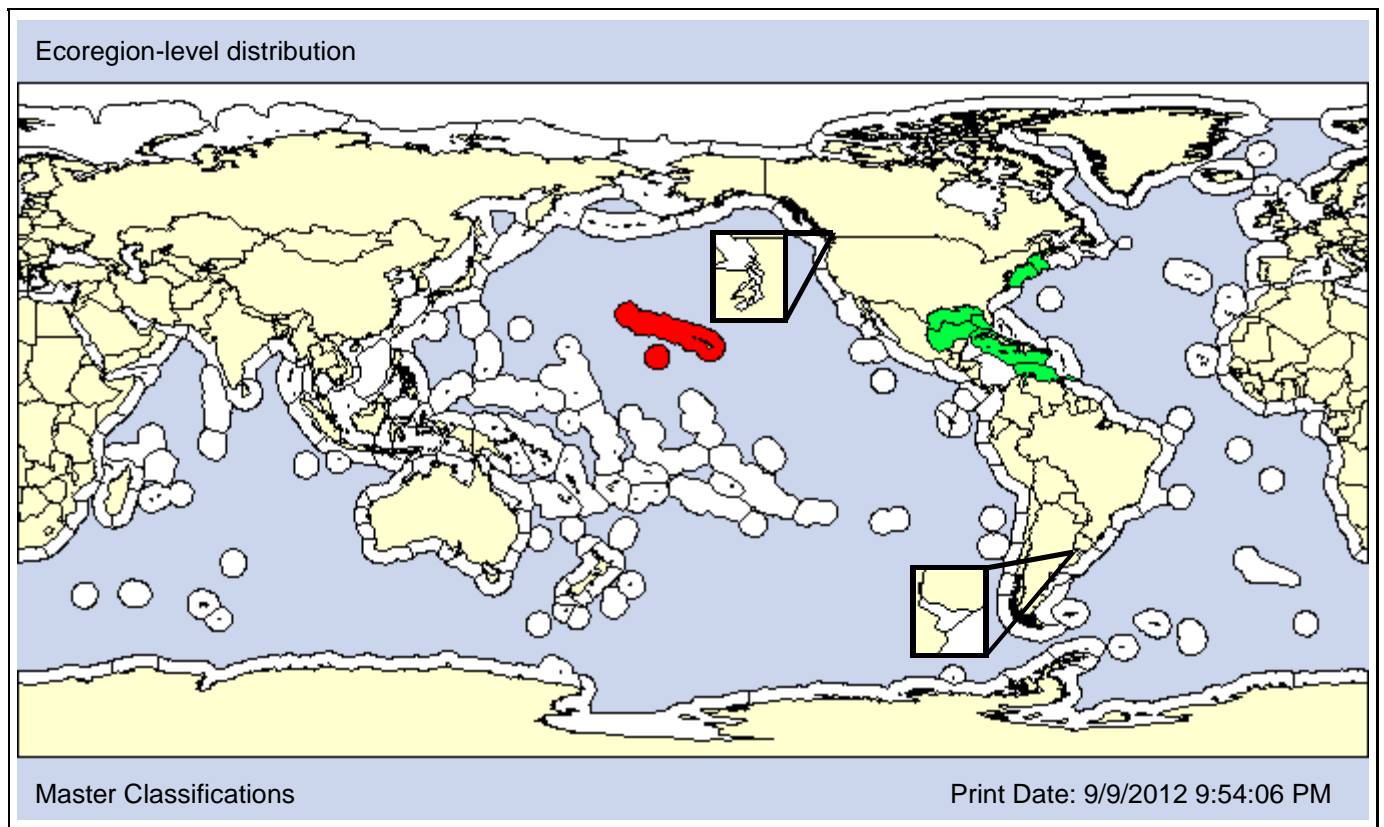 Ecoregion-level distribution
Master Classifications
Print Date: 9/9/2012 9:54:06 PM